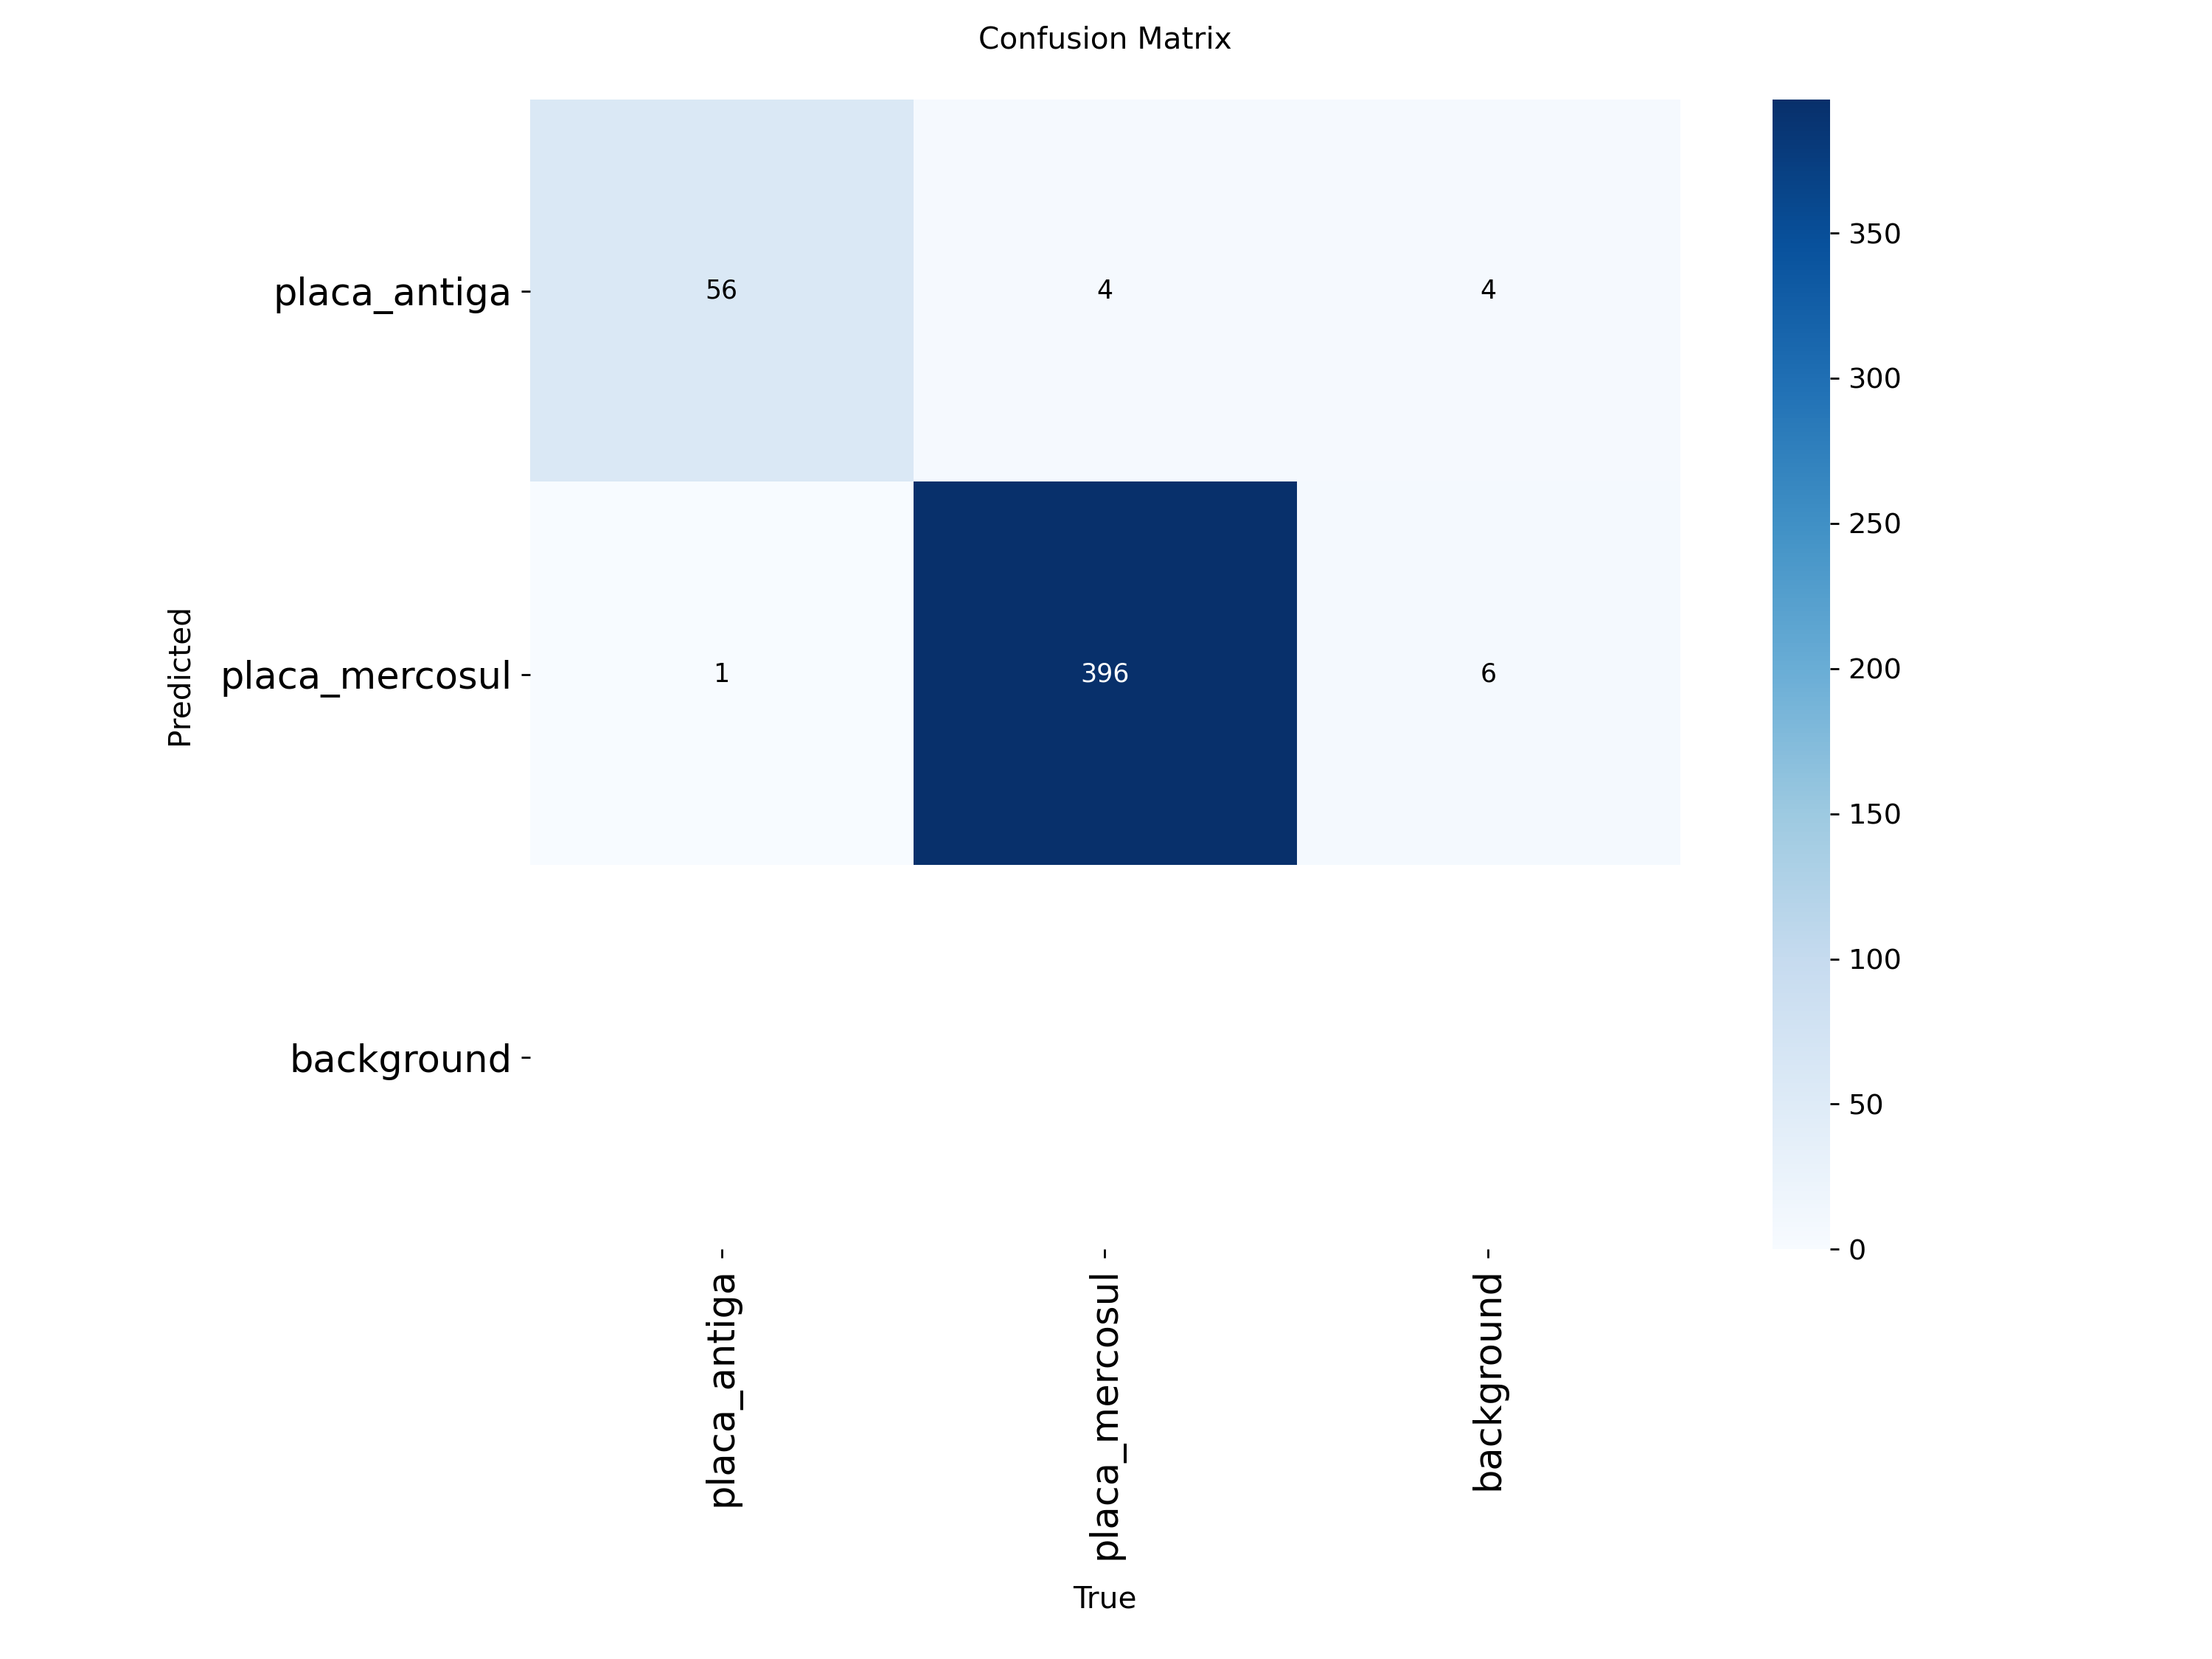 Confusion Matrix
placa_antiga
56
4
4
placa_mercosul
1
396
6
background
Predicted
placa_antiga
placa_mercosul
background
True
350
300
250
200
150
100
50
0